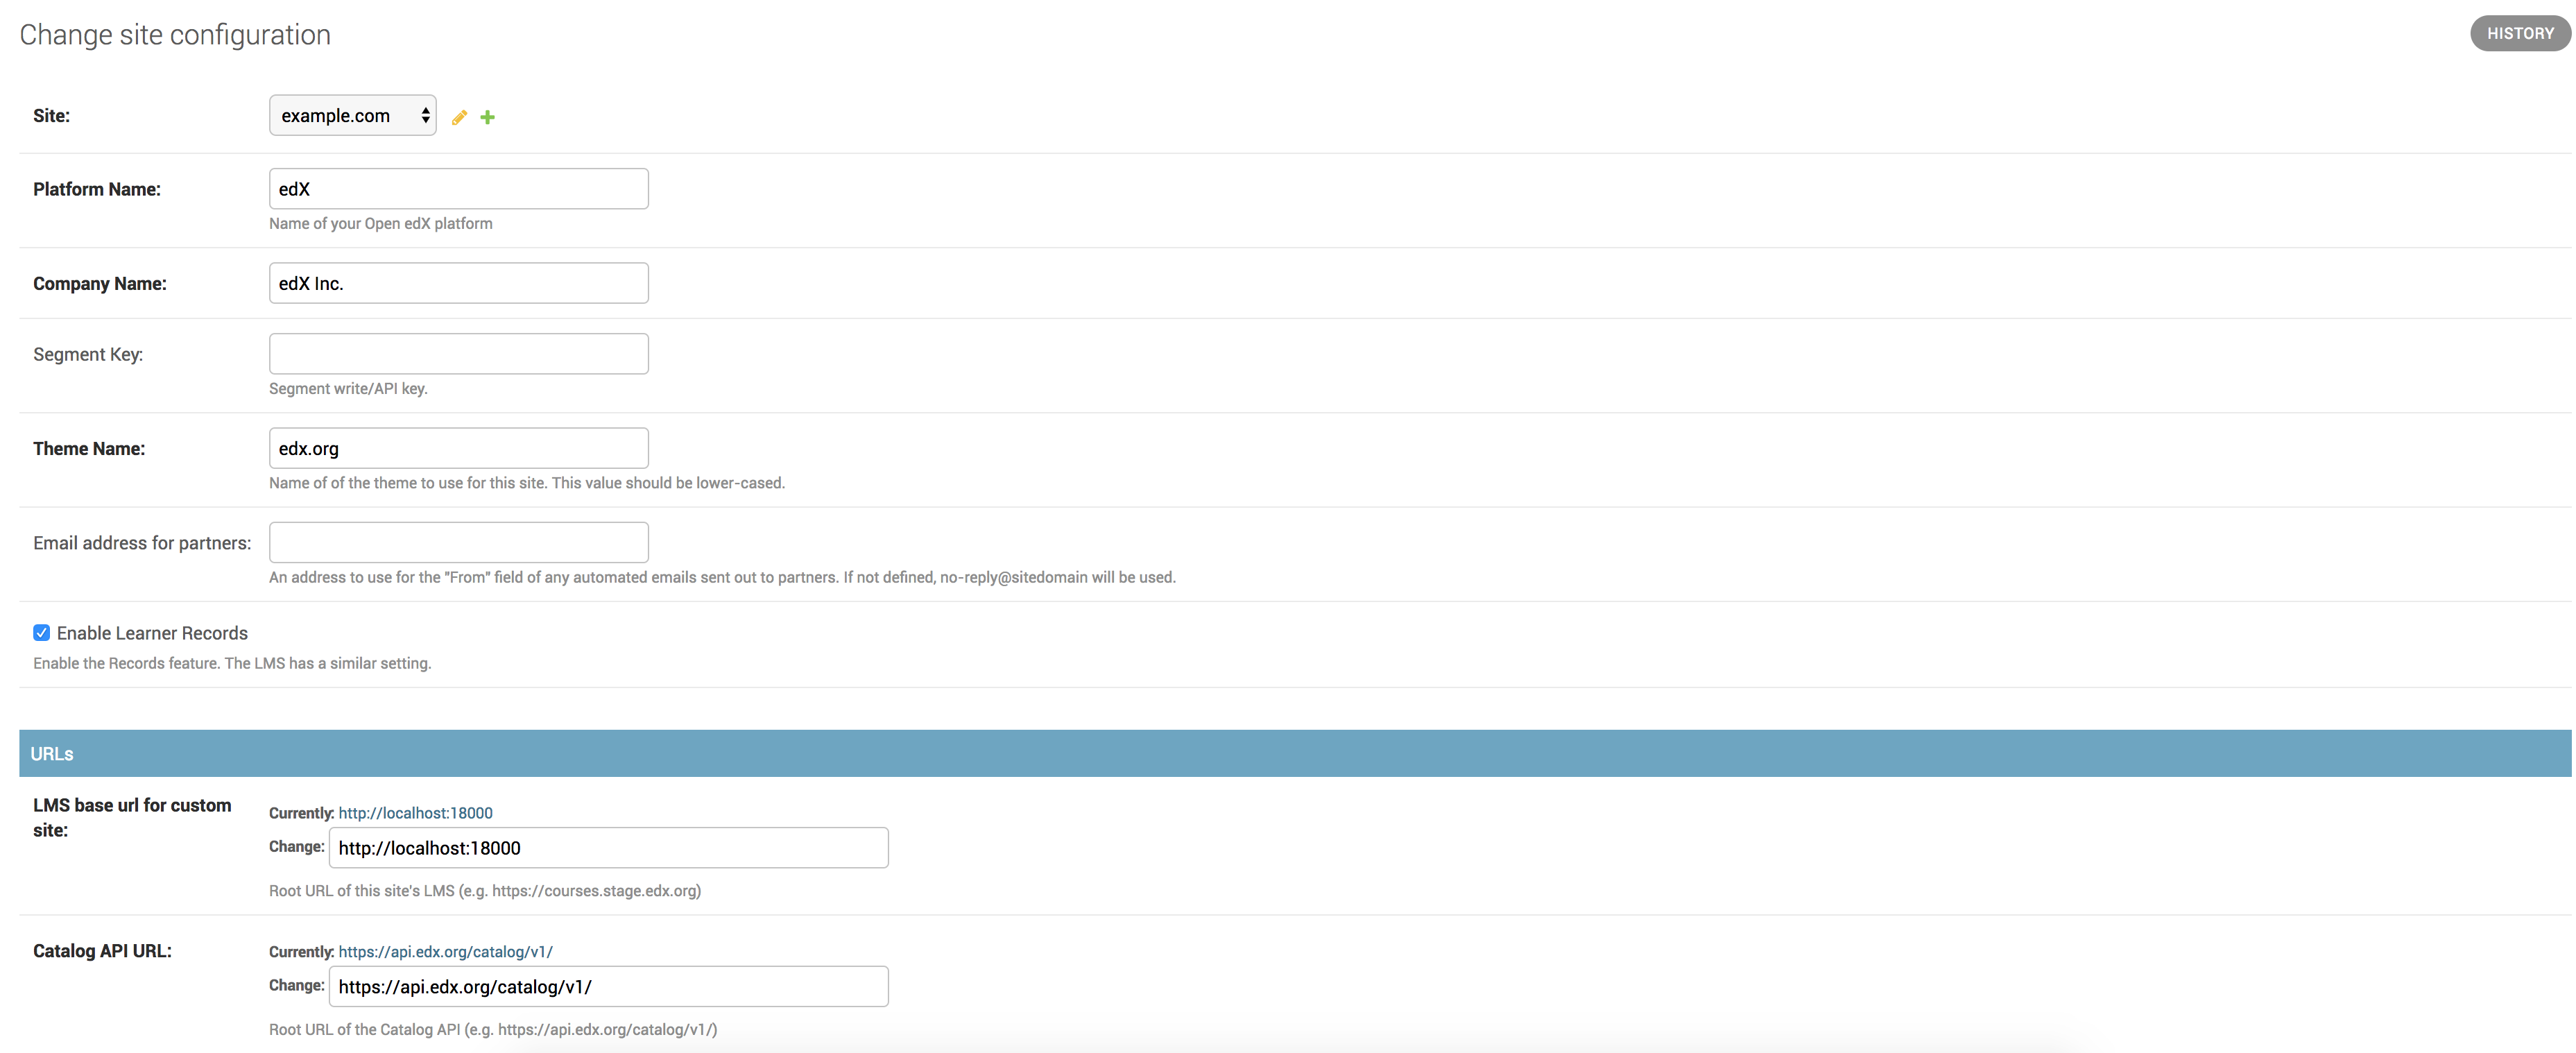 Change site configuration
HISTORY
Site:
example.com
Platform Name:
edX
Name of your Open edX platform
Company Name:
edX Inc.
Segment Key:
Segment write/API key.
Theme Name:
edx.org
Name of of the theme to use for this site. This value should be lower-cased.
Email address for partners:
An address to use for the "From" field of any automated emails sent out to partners. If not defined, no-reply@sitedomain will be used.
Enable Learner Records
Enable the Records feature. The LMS has a similar setting.
URLs
LMS base url for custom
site:
Currently: http://localhost:18000
Change: http://localhost:18000
Root URL of this site's LMS (e.g. https://courses.stage.edx.org)
Catalog API URL:
Currently: https://api.edx.org/catalog/v1/
Change: https://api.edx.org/catalog/v1/
Root URL of the Catalog API (e.g. https://api.edx.org/catalog/v1/)